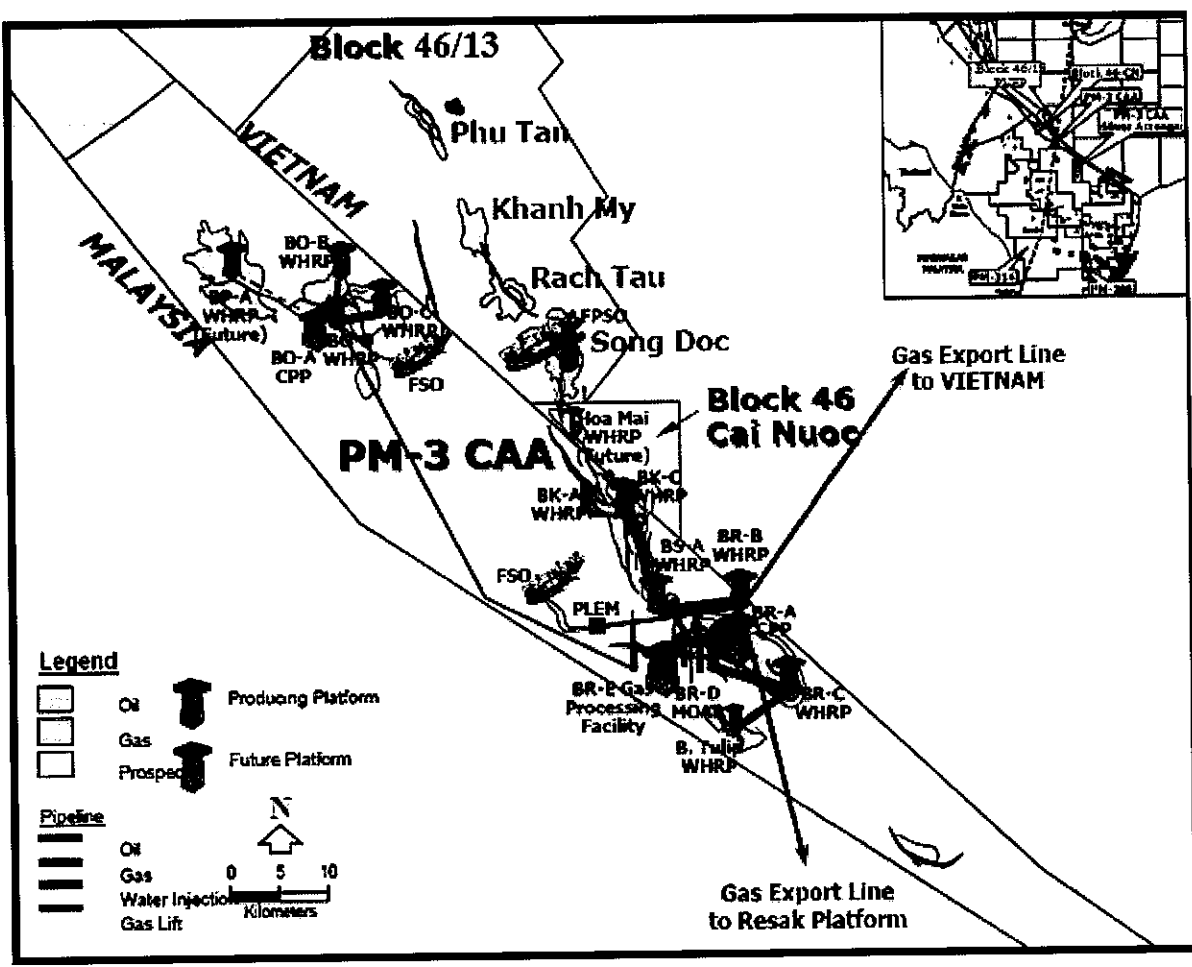 Block 46/13
Phu Tan
VIETNAM
Khanh My
MALAYSIA
BO-B
WHRP
Rach Tau
WHRP
(Future)
BO-C
WHRP
BO-A
CPP
WHRP
FSO
FPSO
Song Doc
Gas Export Line
to VIETNAM
Block 46
Cai Nuoc
Hoa Mai
WHRP
(Future)
PM-3 CAA
BK-A
WHRP
BK-C
WHRP
BS-A
WHRP
BR-B
WHRP
FSO
PLEM
BR-A
CPP
BR-E Gas
Processing
Facility
BR-D
BR-C
WHRP
B. Tulip
WHRP
Legend
Oil
Gas
Prospect
Producing Platform
Future Platform
Pipeline
Oil
Gas
Water Injection
Gas Lift
N
0 5 10
Kilometers
Gas Export Line
to Resak Platform
PM-3 CAA